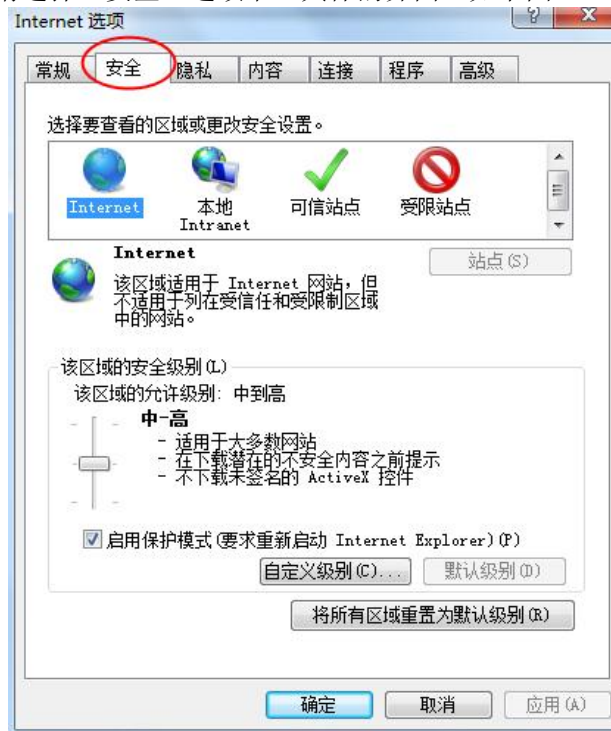 Internet 选项
常规 安全 隐私 内容 连接 程序 高级
选择要查看的区域或更改安全设置。
Internet 本地 Intranet 可信站点 受限站点
Internet
站点(S)
该区域适用于 Internet 网站，但
不适用于列在受信任和受限制区域
中的网站。
该区域的安全级别(L)
该区域的允许级别: 中到高
中-高
- 适用于大多数网站
- 在下载潜在的不安全内容之前提示
- 不下载未签名的 ActiveX 控件
启用保护模式(要求重新启动 Internet Explorer)(P)
自定义级别(C)... 默认级别(D)
将所有区域重置为默认级别(R)
确定 取消 应用(A)